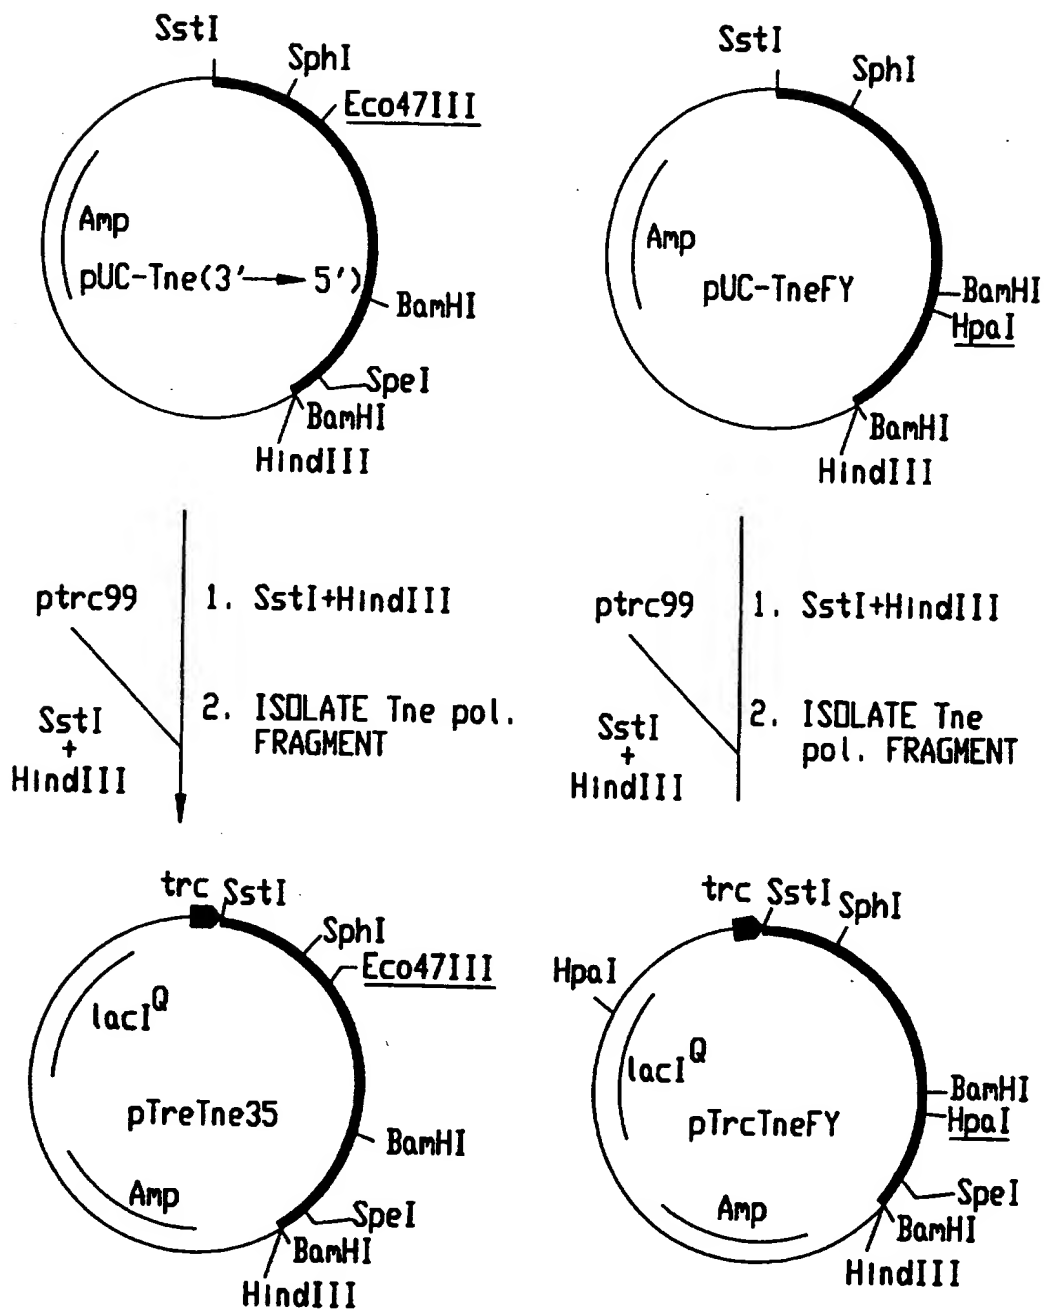 SstI
SphI
Eco47III
Amp
pUC-Tne(3'→5')
BamHI
SpeI
BamHI
HindIII
SstI
SphI
Amp
pUC-TneFY
BamHI
HpaI
BamHI
HindIII
ptrc99
1. SstI+HindIII
SstI
+
HindIII
2. ISOLATE Tne pol.
FRAGMENT
ptrc99
1. SstI+HindIII
SstI
+
HindIII
2. ISOLATE Tne
pol. FRAGMENT
trc SstI
SphI
Eco47III
lacI^Q
pTreTne35
BamHI
Amp
SpeI
BamHI
HindIII
trc SstI
SphI
HpaI
lacI^Q
pTrcTneFY
BamHI
HpaI
Amp
SpeI
BamHI
HindIII